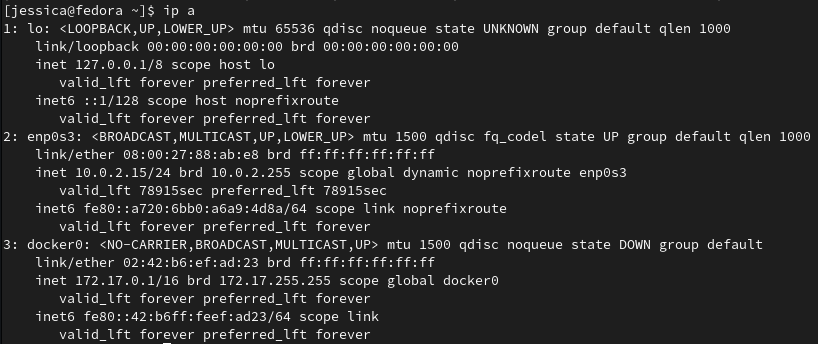 [jessica@fedora ~]$ ip a
1: lo: <LOOPBACK,UP,LOWER_UP> mtu 65536 qdisc noqueue state UNKNOWN group default qlen 1000
    link/loopback 00:00:00:00:00:00 brd 00:00:00:00:00:00
    inet 127.0.0.1/8 scope host lo
       valid_lft forever preferred_lft forever
    inet6 ::1/128 scope host noprefixroute
       valid_lft forever preferred_lft forever
2: enp0s3: <BROADCAST,MULTICAST,UP,LOWER_UP> mtu 1500 qdisc fq_codel state UP group default qlen 1000
    link/ether 08:00:27:88:ab:e8 brd ff:ff:ff:ff:ff:ff
    inet 10.0.2.15/24 brd 10.0.2.255 scope global dynamic noprefixroute enp0s3
       valid_lft 78915sec preferred_lft 78915sec
    inet6 fe80::a720:6bb0:a6a9:4d8a/64 scope link noprefixroute
       valid_lft forever preferred_lft forever
3: docker0: <NO-CARRIER,BROADCAST,MULTICAST,UP> mtu 1500 qdisc noqueue state DOWN group default
    link/ether 02:42:b6:ef:ad:23 brd ff:ff:ff:ff:ff:ff
    inet 172.17.0.1/16 brd 172.17.255.255 scope global docker0
       valid_lft forever preferred_lft forever
    inet6 fe80::42:b6ff:feef:ad23/64 scope link
       valid_lft forever preferred_lft forever